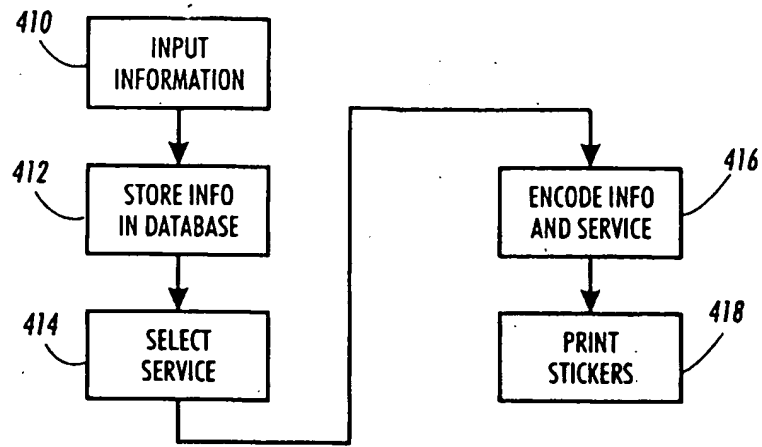 410
INPUT
INFORMATION
412
STORE INFO
IN DATABASE
414
SELECT
SERVICE
416
ENCODE INFO
AND SERVICE
418
PRINT
STICKERS